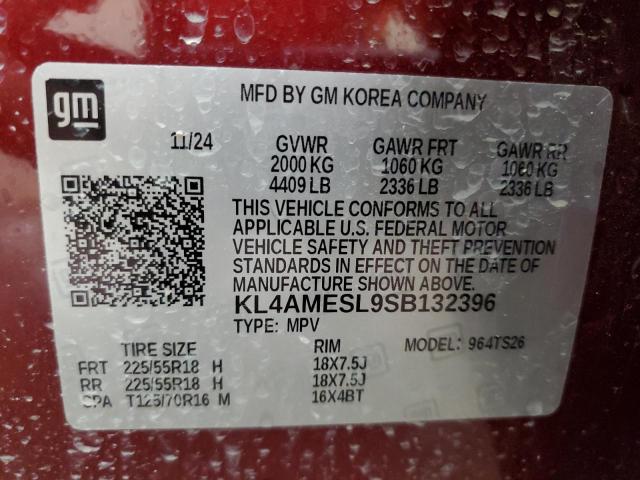 gm
MFD BY GM KOREA COMPANY
11/24 GVWR GAWR FRT GAWR RR
2000 KG 1060 KG 1060 KG
4409 LB 2336 LB 2336 LB
THIS VEHICLE CONFORMS TO ALL
APPLICABLE U.S. FEDERAL MOTOR
VEHICLE SAFETY AND THEFT PREVENTION
STANDARDS IN EFFECT ON THE DATE OF
MANUFACTURE SHOWN ABOVE.
KL4AMESL9SB132396
TYPE: MPV
TIRE SIZE RIM MODEL: 964TS26
FRT 225/55R18 H 18X7.5J
RR 225/55R18 H 18X7.5J
SPA T125/70R16 M 16X4BT